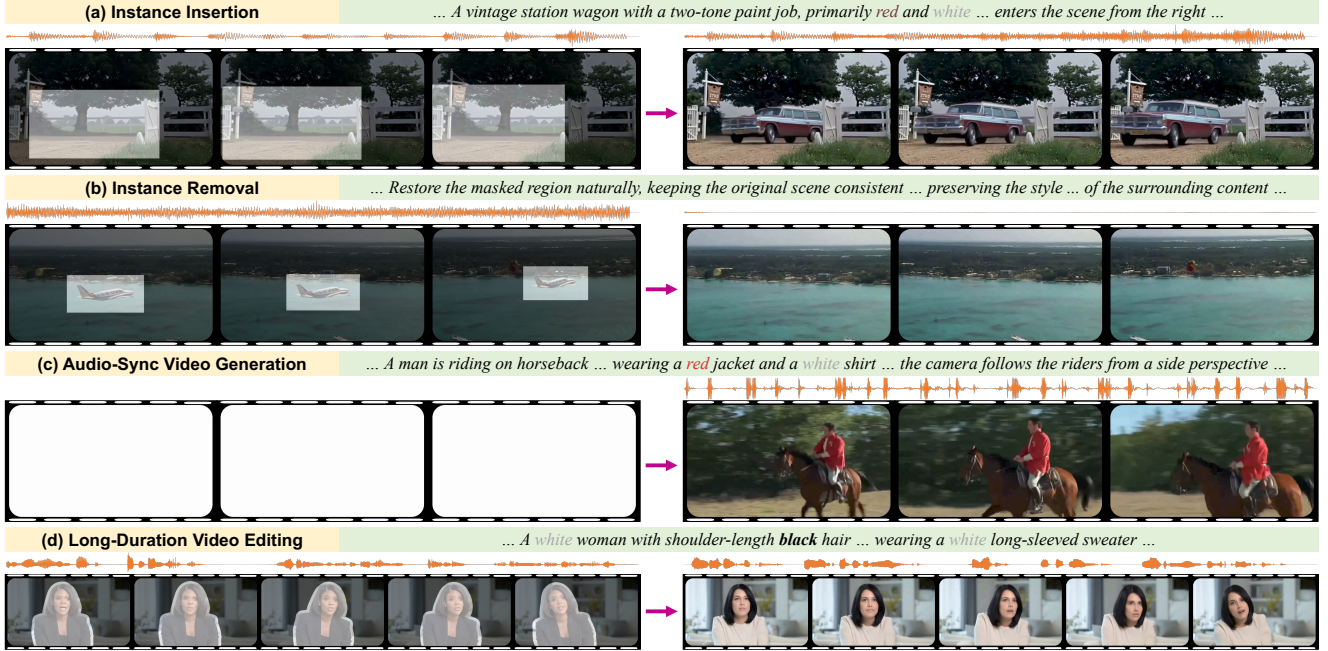 (a) Instance Insertion
... A vintage station wagon with a two-tone paint job, primarily red and white ... enters the scene from the right ...
(b) Instance Removal
... Restore the masked region naturally, keeping the original scene consistent ... preserving the style ... of the surrounding content ...
(c) Audio-Sync Video Generation
... A man is riding on horseback ... wearing a red jacket and a white shirt ... the camera follows the riders from a side perspective ...
(d) Long-Duration Video Editing
... A white woman with shoulder-length black hair ... wearing a white long-sleeved sweater ...